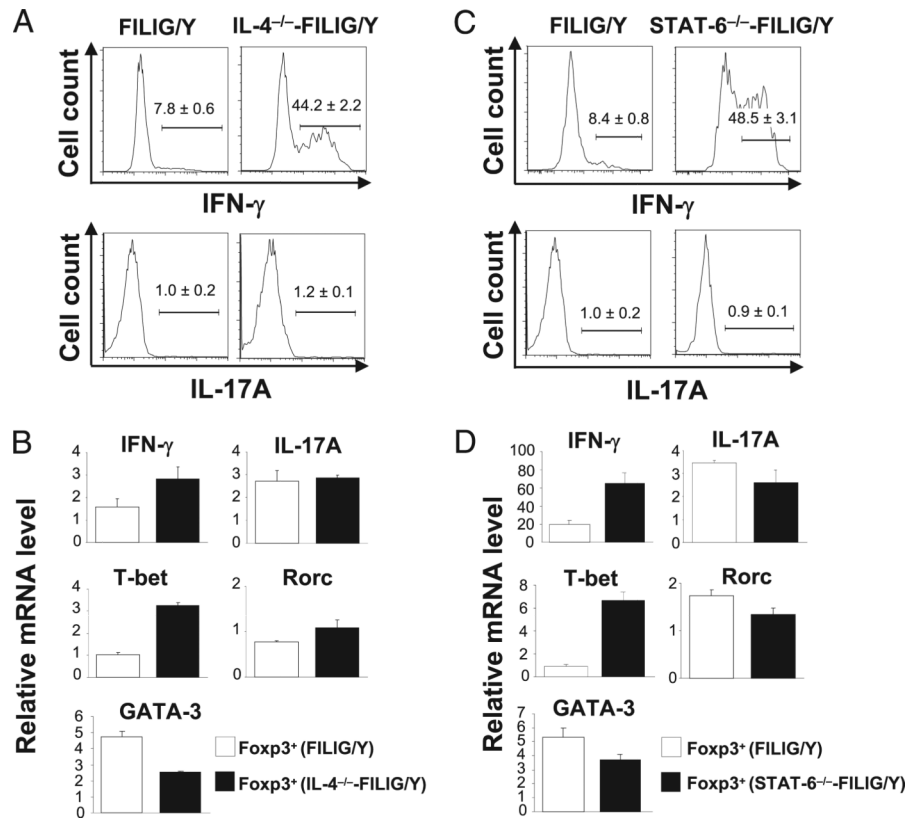 A
FILIG/Y
IL-4⁻/⁻-FILIG/Y
Cell count
7.8 ± 0.6
44.2 ± 2.2
IFN-γ
Cell count
1.0 ± 0.2
1.2 ± 0.1
IL-17A
C
FILIG/Y
STAT-6⁻/⁻-FILIG/Y
Cell count
8.4 ± 0.8
48.5 ± 3.1
IFN-γ
Cell count
1.0 ± 0.2
0.9 ± 0.1
IL-17A
B
Relative mRNA level
IFN-γ
4
3
2
1
0
IL-17A
4
3
2
1
0
T-bet
4
3
2
1
0
Rorc
2
1
0
GATA-3
6
5
4
3
2
1
0
Foxp3⁺ (FILIG/Y)
Foxp3⁺ (IL-4⁻/⁻-FILIG/Y)
D
Relative mRNA level
IFN-γ
100
80
60
40
20
0
IL-17A
4
3
2
1
0
T-bet
8
6
4
2
0
Rorc
2
1
0
GATA-3
7
6
5
4
3
2
1
0
Foxp3⁺ (FILIG/Y)
Foxp3⁺ (STAT-6⁻/⁻-FILIG/Y)